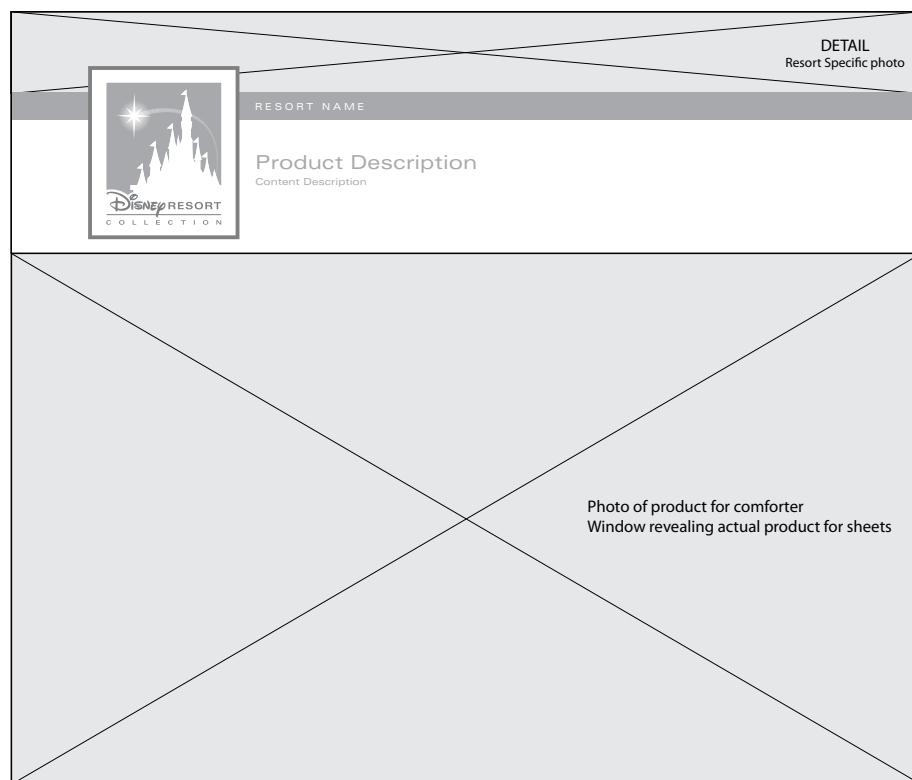 DETAIL
Resort Specific photo
RESORT NAME
Product Description
Content Description
Disney RESORT
COLLECTION
Photo of product for comforter
Window revealing actual product for sheets